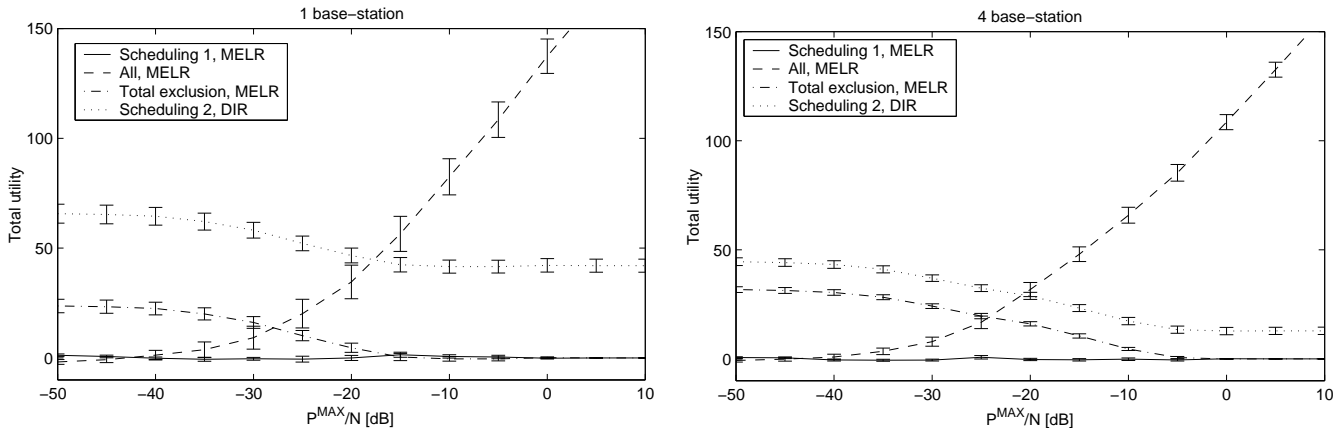 1 base−station
150
100
50
0
Total utility
Scheduling 1, MELR
All, MELR
Total exclusion, MELR
Scheduling 2, DIR
−50 −40 −30 −20 −10 0 10
P^MAX/N [dB]
4 base−station
150
100
50
0
Total utility
Scheduling 1, MELR
All, MELR
Total exclusion, MELR
Scheduling 2, DIR
−50 −40 −30 −20 −10 0 10
P^MAX/N [dB]